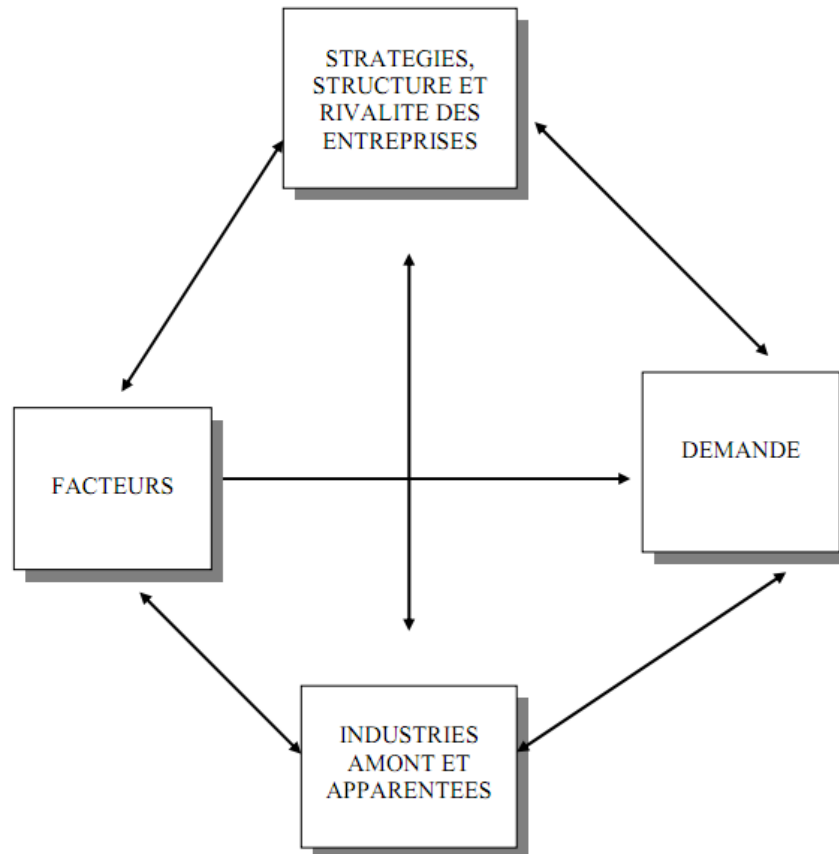 STRATEGIES,
STRUCTURE ET
RIVALITE DES
ENTREPRISES
FACTEURS
DEMANDE
INDUSTRIES
AMONT ET
APPARENTEES